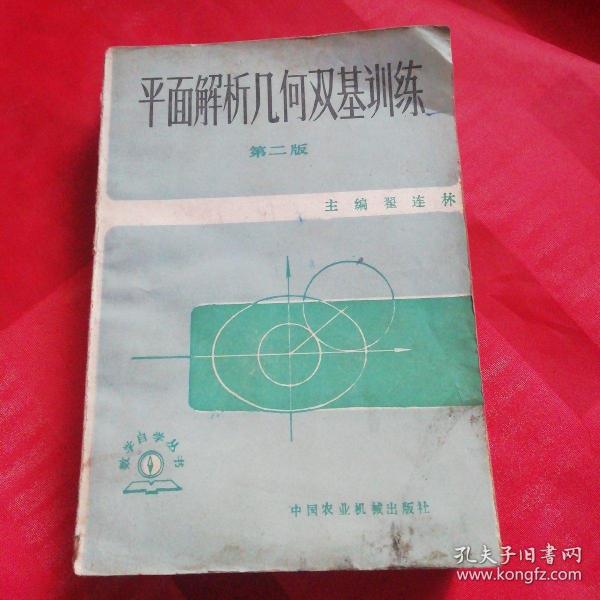 平面解析几何双基训练
第二版
主编 翟连林
数学自学丛书
中国农业机械出版社
孔夫子旧书网
www.kongfz.com